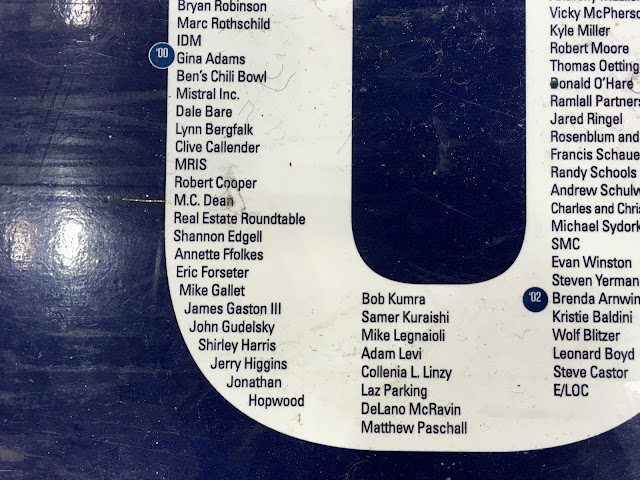 Bryan Robinson
Marc Rothschild
IDM
'00 Gina Adams
Ben's Chili Bowl
Mistral Inc.
Dale Bare
Lynn Bergfalk
Clive Callender
MRIS
Robert Cooper
M.C. Dean
Real Estate Roundtable
Shannon Edgell
Annette Ffolkes
Eric Forseter
Mike Gallet
James Gaston III
John Gudelsky
Shirley Harris
Jerry Higgins
Jonathan
Hopwood
Bob Kumra
Samer Kuraishi
Mike Legnaioli
Adam Levi
Collenia L. Linzy
Laz Parking
DeLano McRavin
Matthew Paschall
Vicky McPherso
Kyle Miller
Robert Moore
Thomas Oetting
Donald O'Hare
Ramlall Partners
Jared Ringel
Rosenblum and
Francis Schaue
Randy Schools
Andrew Schulw
Charles and Chris
Michael Sydork
SMC
Evan Winston
Steven Yerman
'02 Brenda Arnwin
Kristie Baldini
Wolf Blitzer
Leonard Boyd
Steve Castor
E/LOC